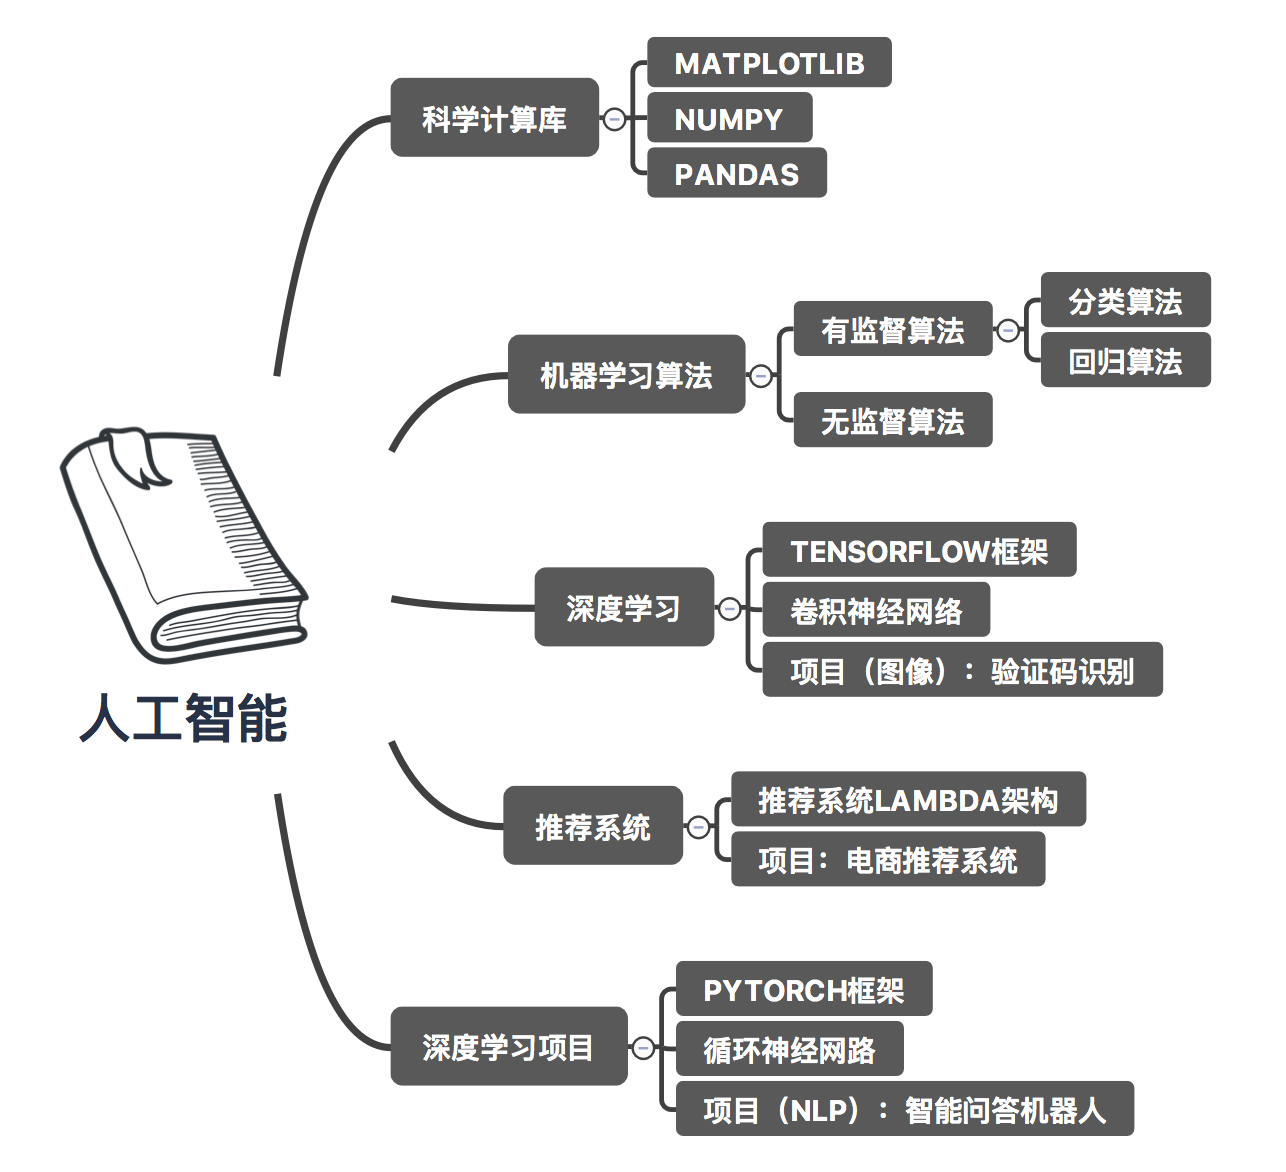 人工智能
科学计算库
MATPLOTLIB
NUMPY
PANDAS
机器学习算法
有监督算法
分类算法
回归算法
无监督算法
深度学习
TENSORFLOW框架
卷积神经网络
项目（图像）：验证码识别
推荐系统
推荐系统LAMBDA架构
项目：电商推荐系统
深度学习项目
PYTORCH框架
循环神经网路
项目（NLP）：智能问答机器人